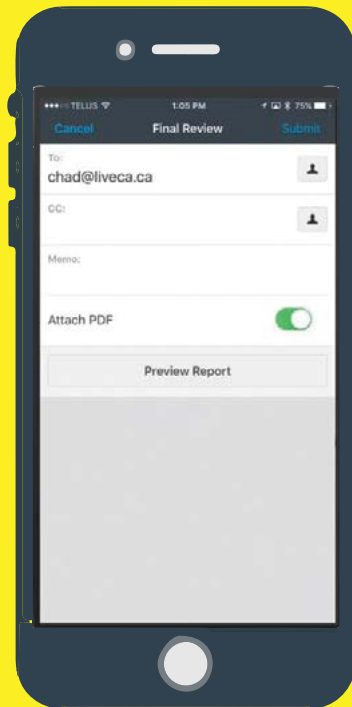 TELUS 1:05 PM 75%
Cancel Final Review Submit
To:
chad@liveca.ca
CC:
Memo:
Attach PDF
Preview Report